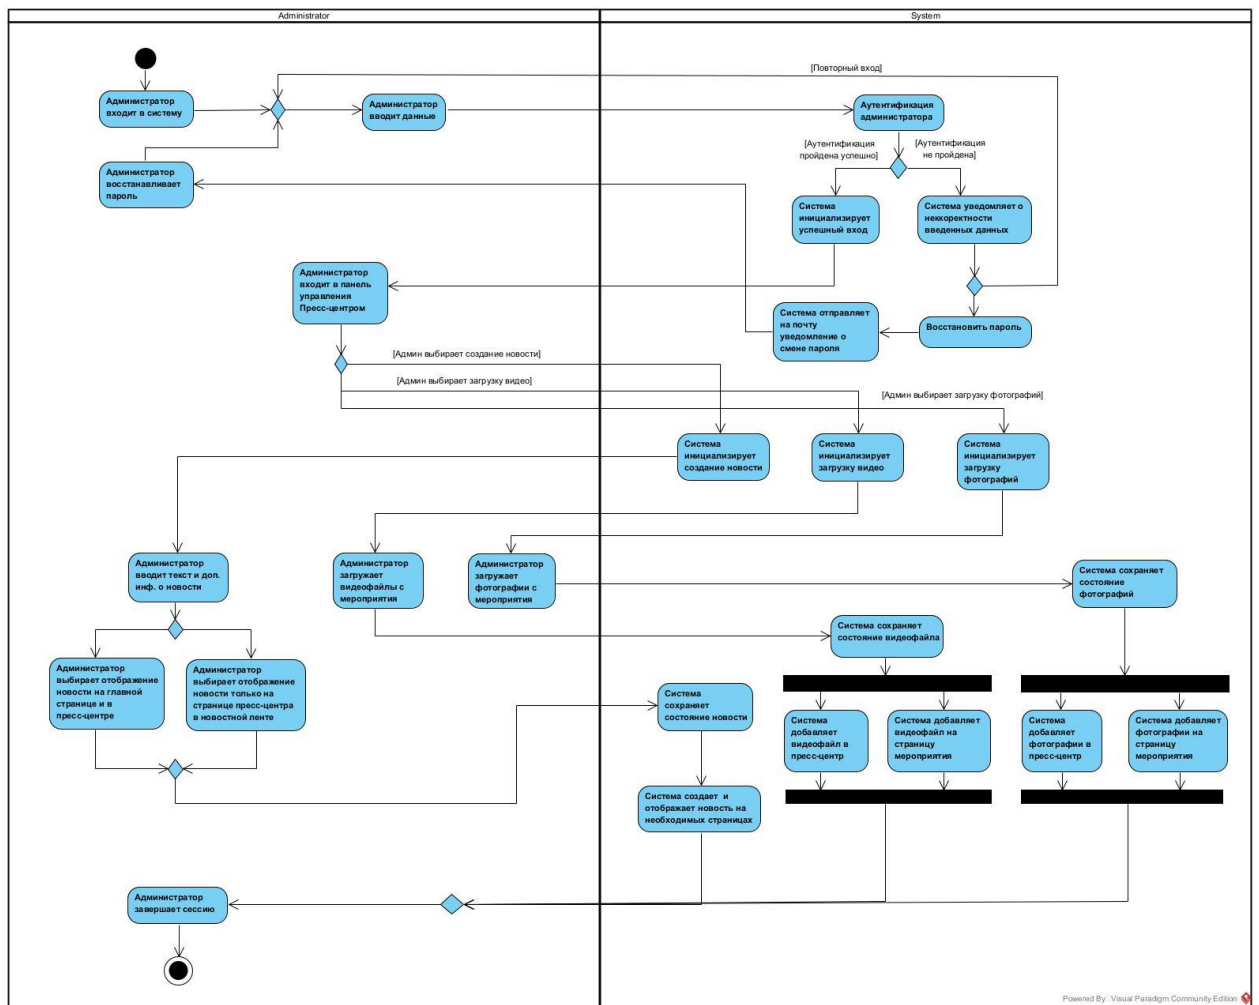 Administrator
System
[Повторный вход]
Администратор
входит в систему
Администратор
вводит данные
Аутентификация
администратора
[Аутентификация
пройдена успешно]
[Аутентификация
не пройдена]
Администратор
восстанавливает
пароль
Система
инициализирует
успешный вход
Система уведомляет о
неккоректности
введенных данных
Администратор
входит в панель
управления
Пресс-центром
Система отправляет
на почту
уведомление о
смене пароля
Восстановить пароль
[Админ выбирает создание новости]
[Админ выбирает загрузку видео]
[Админ выбирает загрузку фотографий]
Система
инициализирует
создание новости
Система
инициализирует
загрузку видео
Система
инициализирует
загрузку
фотографий
Администратор
вводит текст и доп.
инф. о новости
Администратор
загружает
видеофайлы с
мероприятия
Администратор
загружает
фотографии с
мероприятия
Система сохраняет
состояние
фотографий
Система сохраняет
состояние видеофайла
Администратор
выбирает отображение
новости на главной
странице и в
пресс-центре
Администратор
выбирает отображение
новости только на
странице пресс-центра
в новостной ленте
Система
сохраняет
состояние новости
Система
добавляет
видеофайл в
пресс-центр
Система добавляет
видеофайл на
страницу
мероприятия
Система
добавляет
фотографии в
пресс-центр
Система добавляет
фотографии на
страницу
мероприятия
Система создает и
отображает новость на
необходимых страницах
Администратор
завершает сессию
Powered By: Visual Paradigm Community Edition